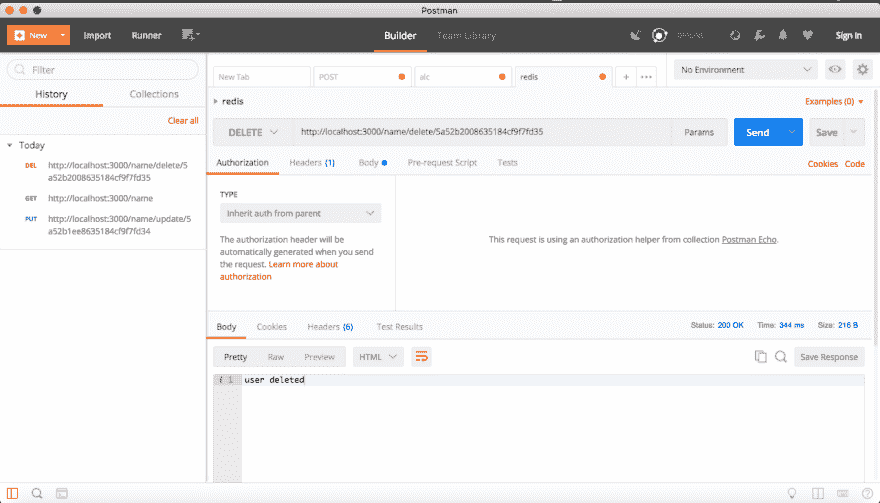 Postman
New
Import
Runner
Builder
Team Library
Sign In
Filter
History
Collections
Clear all
Today
DEL
http://localhost:3000/name/delete/5
a52b2008635184cf9f7fd35
GET
http://localhost:3000/name
PUT
http://localhost:3000/name/update/5
a52b1ee8635184cf9f7fd34
New Tab
POST
alc
redis
+
•••
No Environment
redis
Examples (0)
DELETE
http://localhost:3000/name/delete/5a52b2008635184cf9f7fd35
Params
Send
Save
Authorization
Headers (1)
Body
Pre-request Script
Tests
Cookies
Code
TYPE
Inherit auth from parent
The authorization header will be
automatically generated when you send
the request. Learn more about
authorization
This request is using an authorization helper from collection Postman Echo.
Body
Cookies
Headers (6)
Test Results
Status: 200 OK
Time: 344 ms
Size: 216 B
Pretty
Raw
Preview
HTML
Save Response
i 1
user deleted